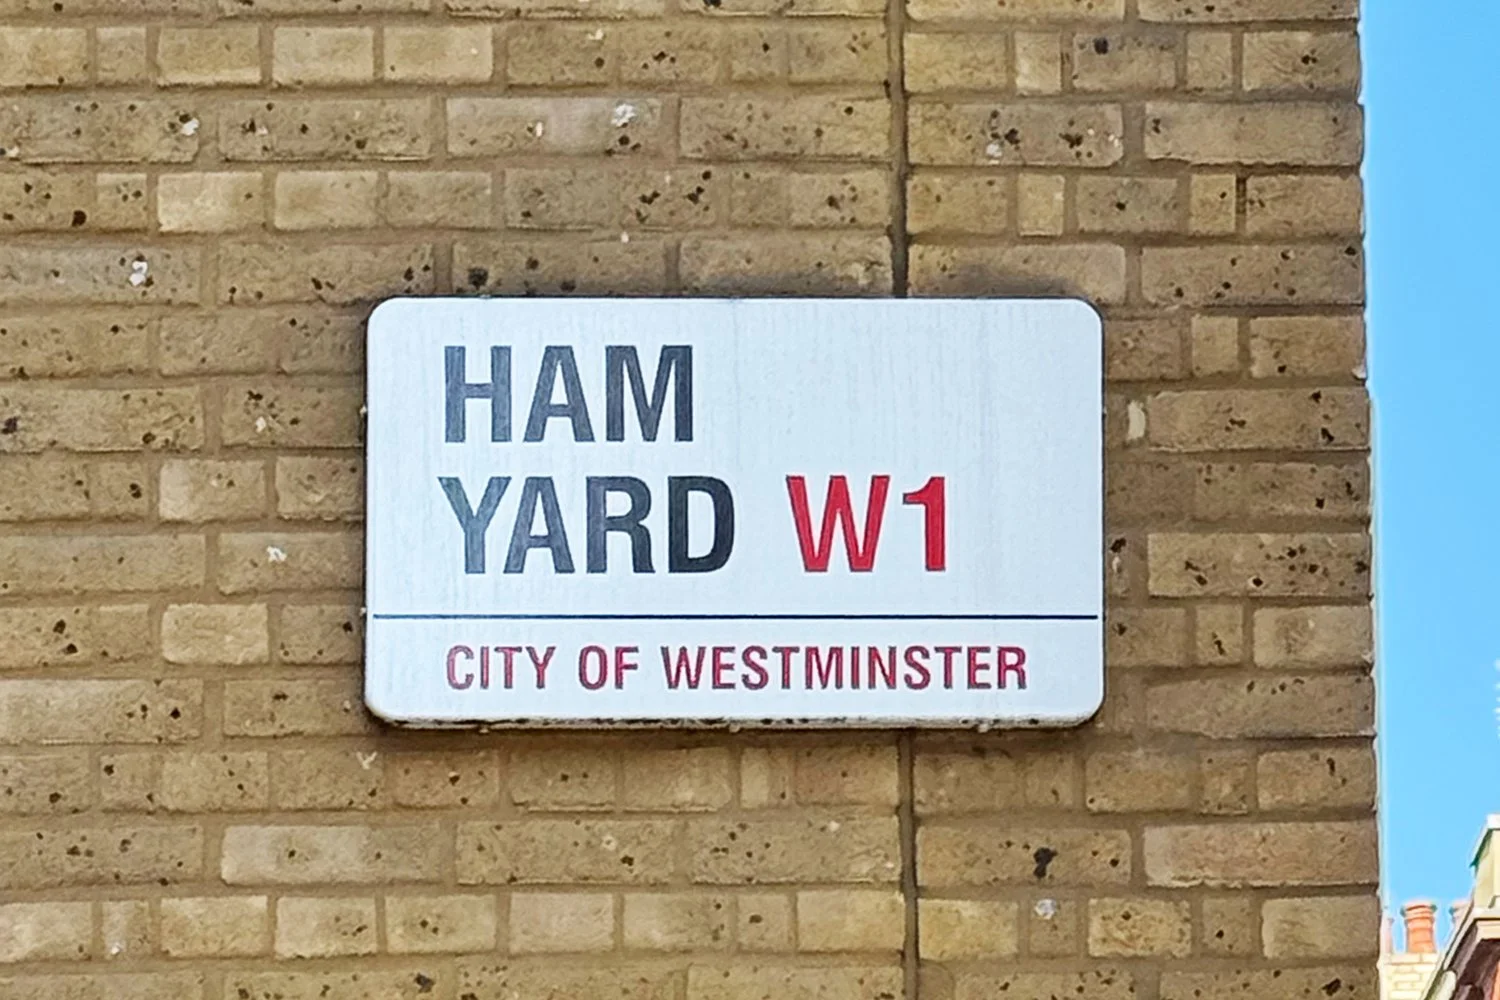 HAM
YARD W1
CITY OF WESTMINSTER